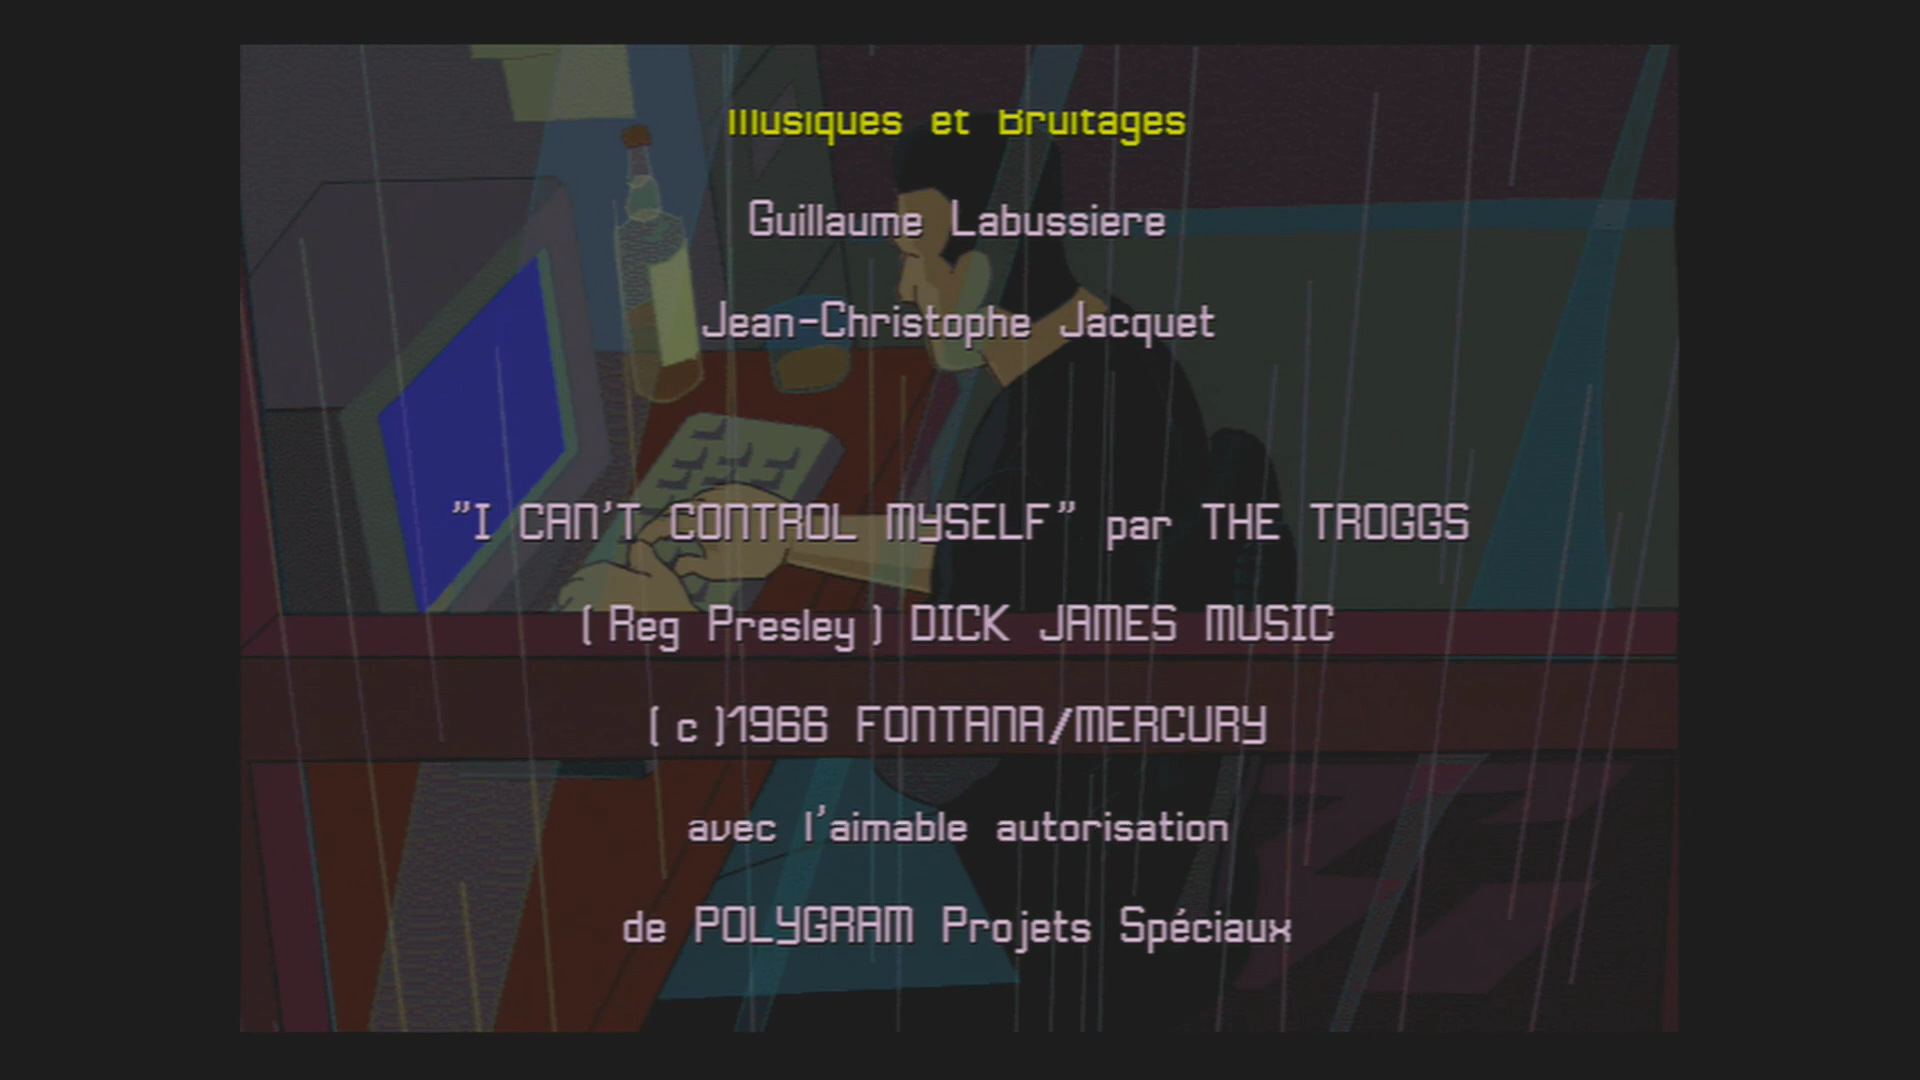 Musiques et Bruitages
Guillaume Labussiere
Jean-Christophe Jacquet
"I CAN'T CONTROL MYSELF" par THE TROGGS
(Reg Presley) DICK JAMES MUSIC
(c)1966 FONTANA/MERCURY
avec l'aimable autorisation
de POLYGRAM Projets Spéciaux